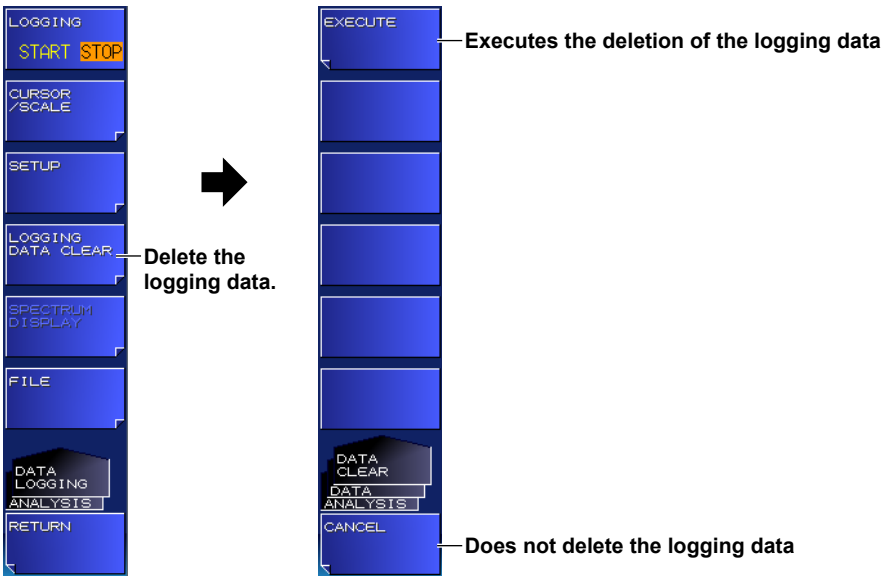 LOGGING
START STOP
CURSOR
/SCALE
SETUP
LOGGING
DATA CLEAR
Delete the
logging data.
SPECTRUM
DISPLAY
FILE
DATA
LOGGING
ANALYSIS
RETURN
EXECUTE
Executes the deletion of the logging data
DATA
CLEAR
DATA
ANALYSIS
CANCEL
Does not delete the logging data